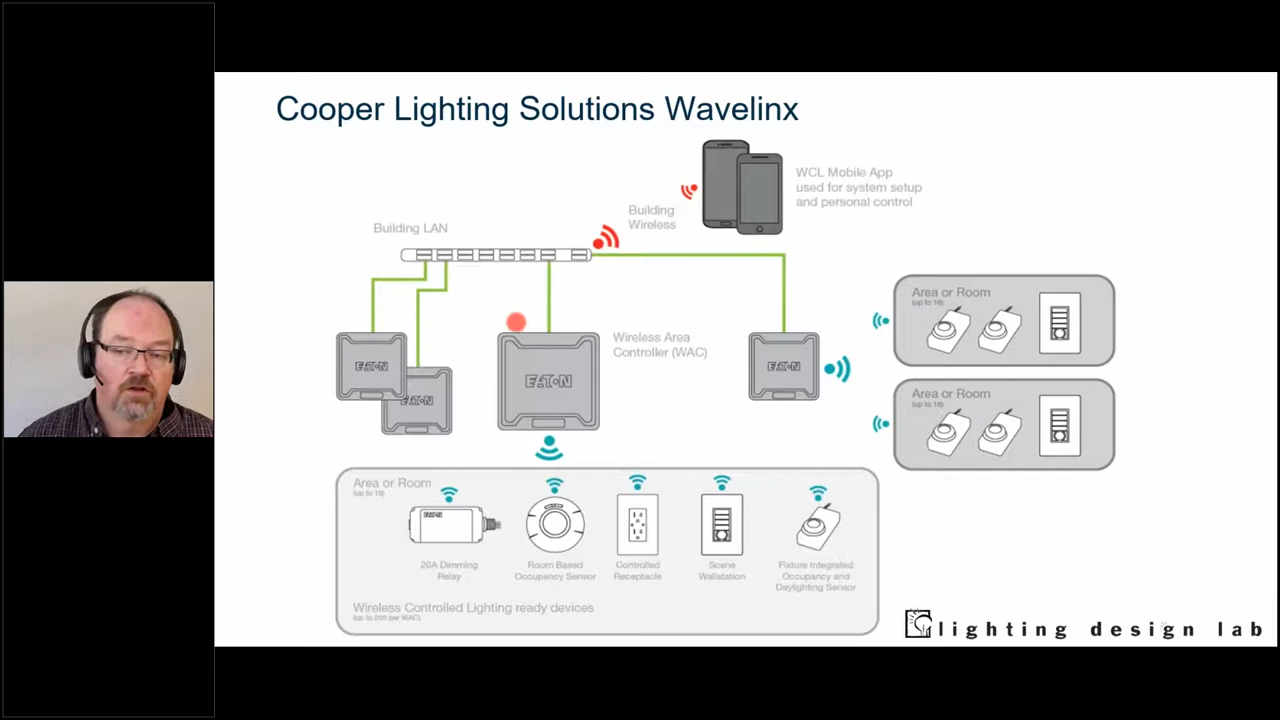 Cooper Lighting Solutions Wavelinx
WCL Mobile App
used for system setup
and personal control
Building
Wireless
Building LAN
Wireless Area
Controller (WAC)
EATON
EATON
EATON
EATON
Area or Room
(up to 16)
Area or Room
(up to 16)
Area or Room
(up to 16)
EATON
20A Dimming
Relay
Room Based
Occupancy Sensor
Controlled
Receptacle
Scene
Wallstation
Fixture Integrated
Occupancy and
Daylighting Sensor
Wireless Controlled Lighting ready devices
(up to 200 per WAC)
lighting design lab